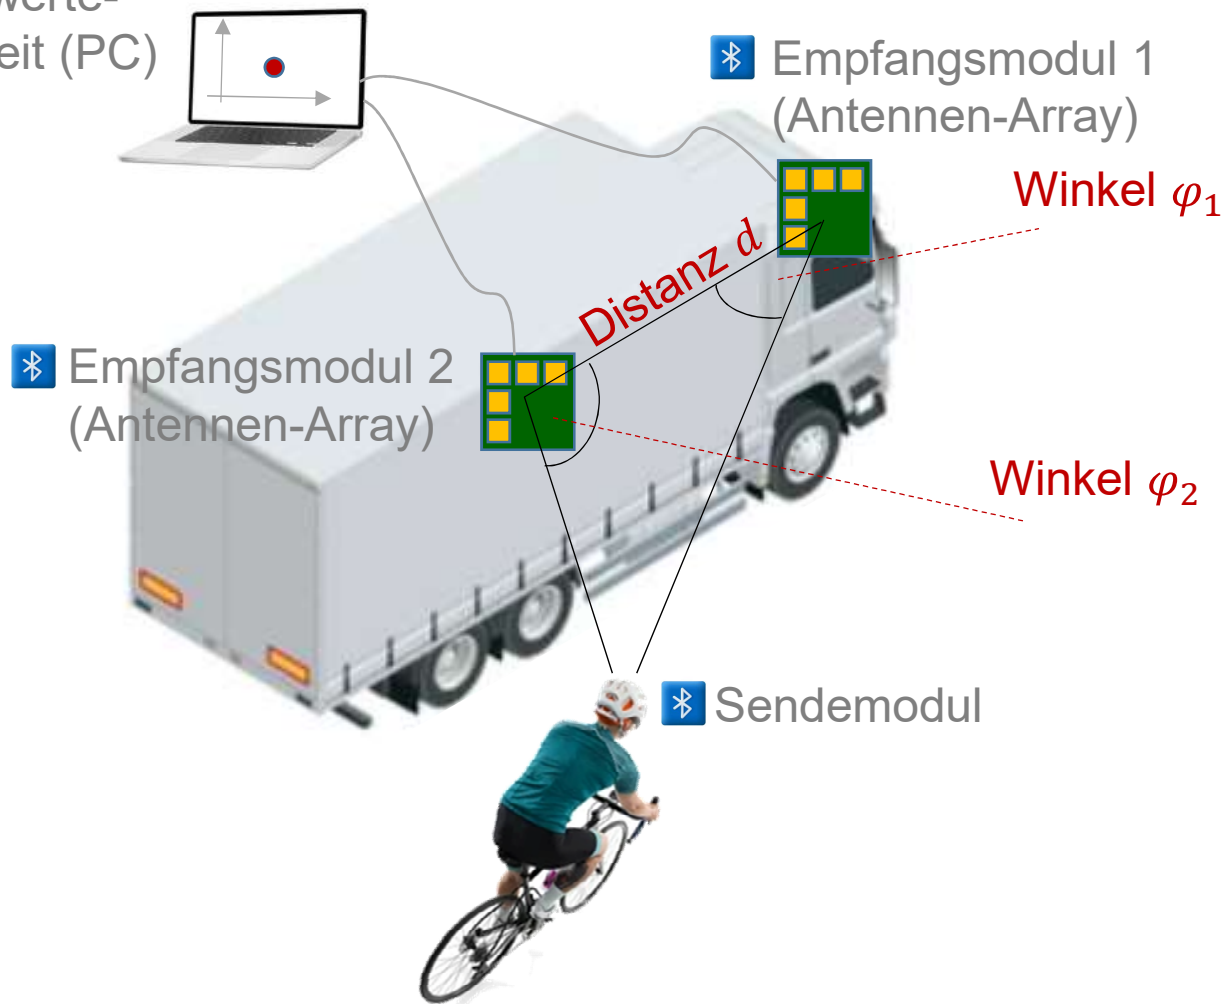 eit (PC)
Empfangsmodul 1
(Antennen-Array)
Winkel φ₁
Distanz d
Empfangsmodul 2
(Antennen-Array)
Winkel φ₂
Sendemodul